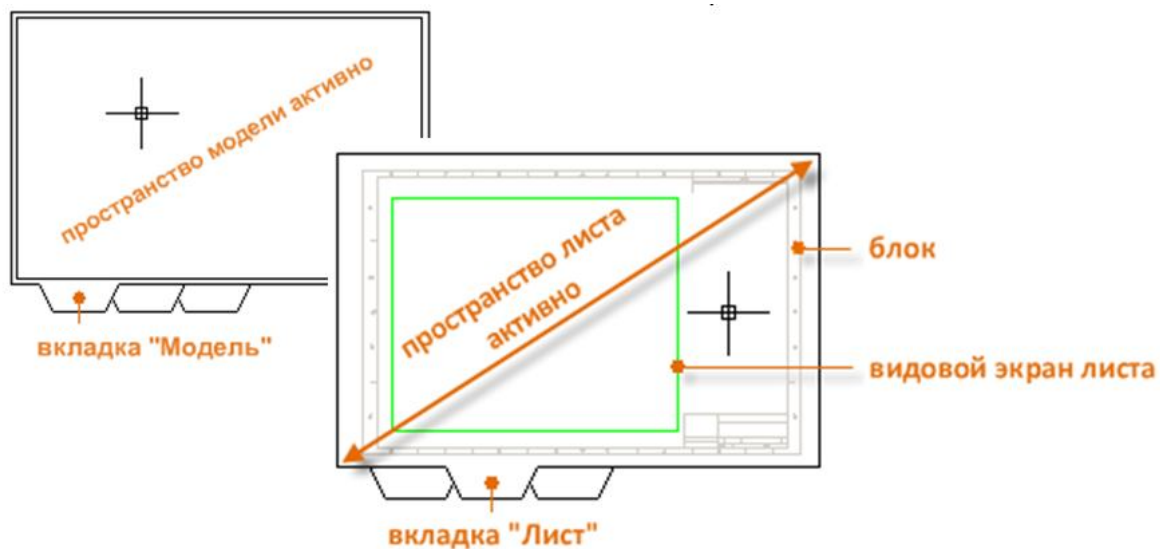 пространство модели активно
вкладка "Модель"
пространство листа
активно
блок
видовой экран листа
вкладка "Лист"